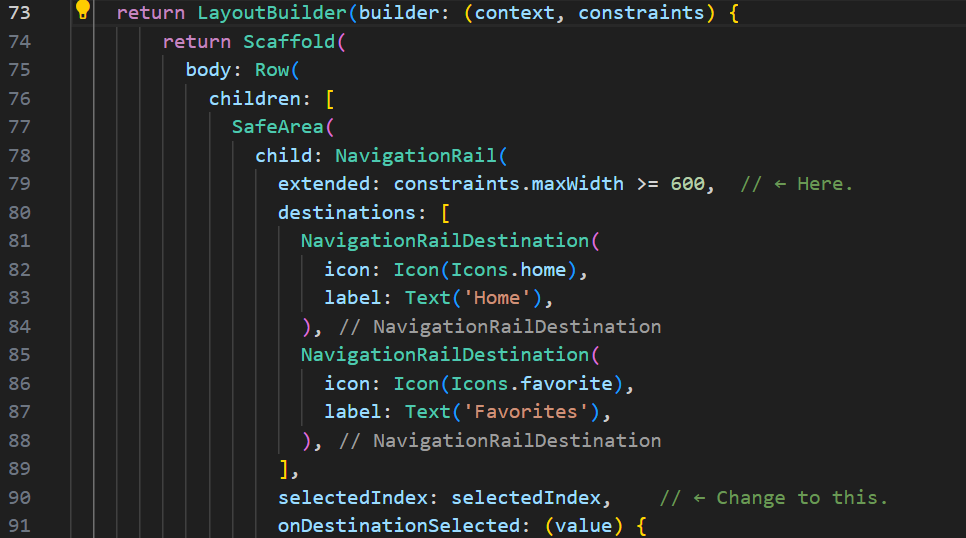 73 return LayoutBuilder(builder: (context, constraints) {
74 return Scaffold(
75 body: Row(
76 children: [
77 SafeArea(
78 child: NavigationRail(
79 extended: constraints.maxWidth >= 600, // ← Here.
80 destinations: [
81 NavigationRailDestination(
82 icon: Icon(Icons.home),
83 label: Text('Home'),
84 ), // NavigationRailDestination
85 NavigationRailDestination(
86 icon: Icon(Icons.favorite),
87 label: Text('Favorites'),
88 ), // NavigationRailDestination
89 ],
90 selectedIndex: selectedIndex, // ← Change to this.
91 onDestinationSelected: (value) {